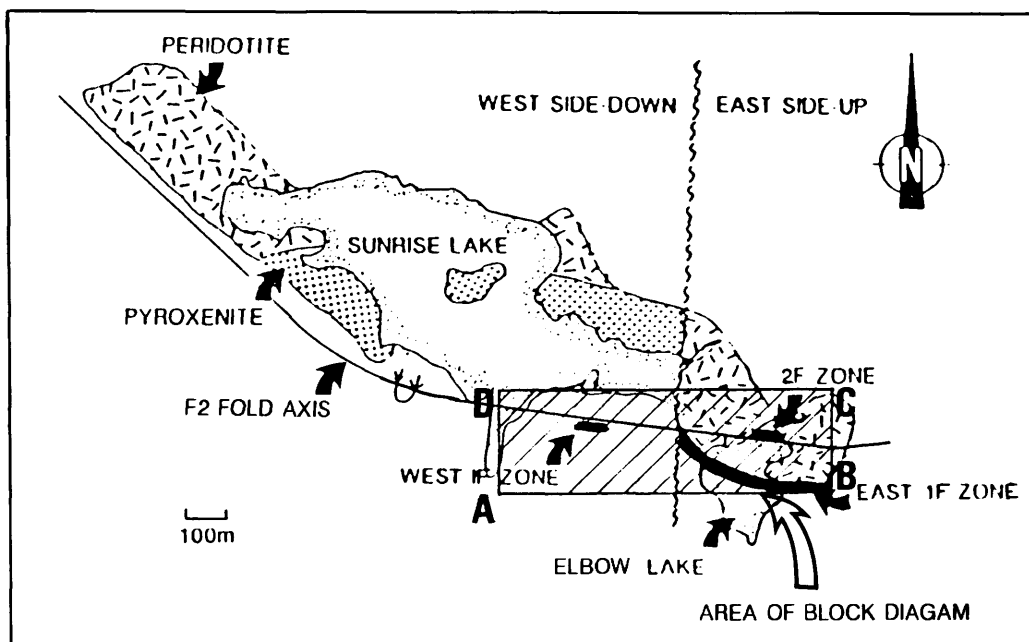 PERIDOTITE
WEST SIDE DOWN
EAST SIDE UP
N
SUNRISE LAKE
PYROXENITE
2F ZONE
F2 FOLD AXIS
D
C
WEST 1F ZONE
B
EAST 1F ZONE
A
100m
ELBOW LAKE
AREA OF BLOCK DIAGAM